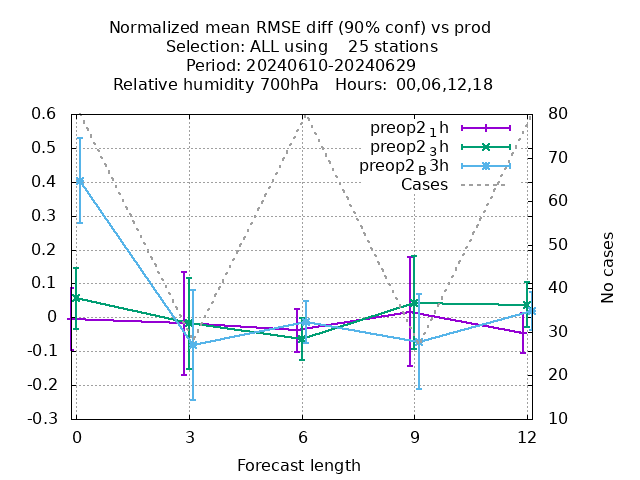 Normalized mean RMSE diff (90% conf) vs prod
Selection: ALL using    25 stations
Period: 20240610-20240629
Relative humidity 700hPa   Hours: 00,06,12,18
preop2 1h
preop2 3h
preop2 B3h
Cases
0.6
0.5
0.4
0.3
0.2
0.1
0
-0.1
-0.2
-0.3
80
70
60
50
40
30
20
10
No cases
0 3 6 9 12
Forecast length